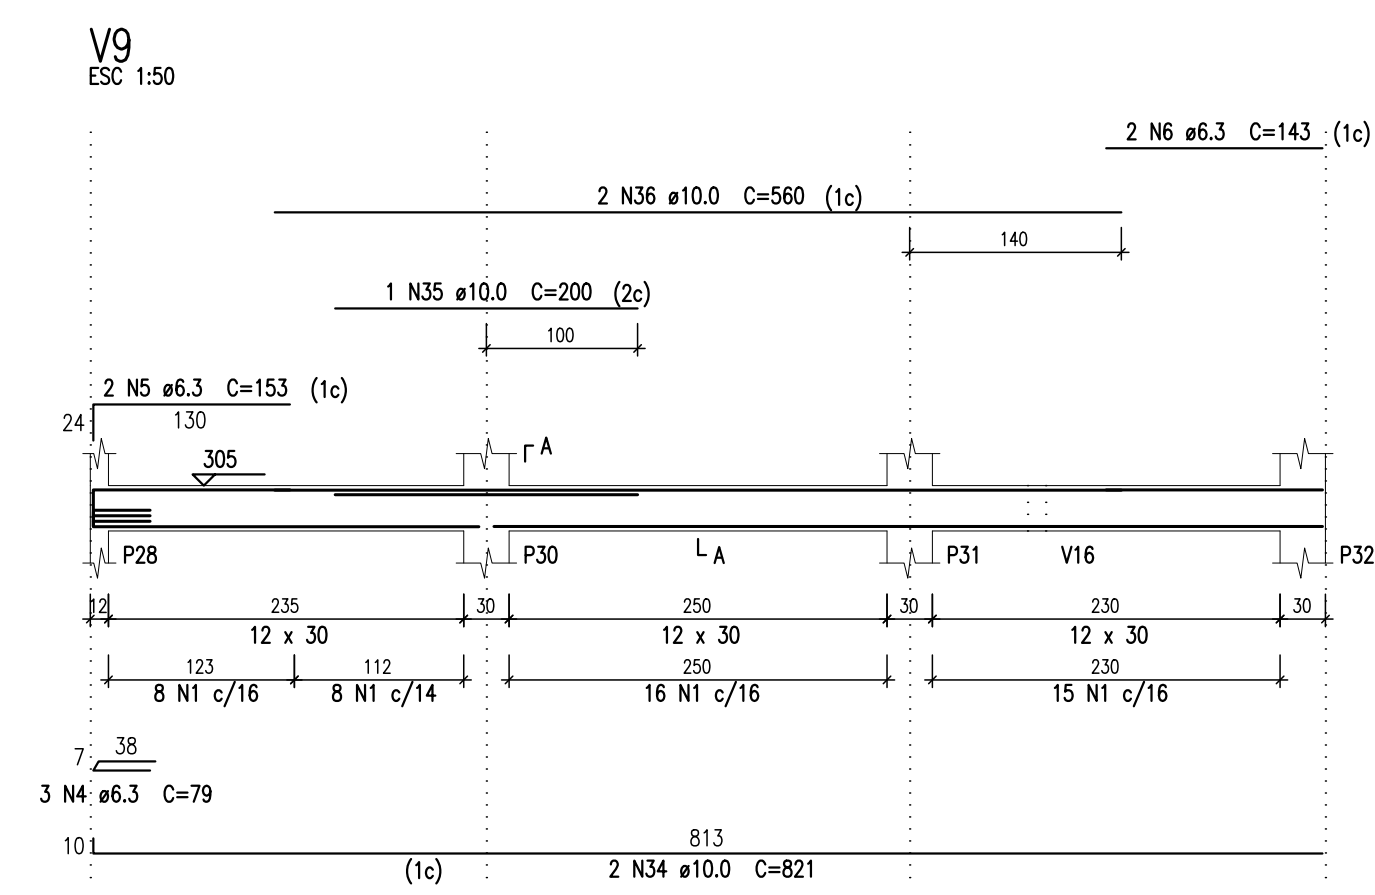 V9
ESC 1:50
2 N6 ø6.3 C=143 (1c)
2 N36 ø10.0 C=560 (1c)
140
1 N35 ø10.0 C=200 (2c)
100
2 N5 ø6.3 C=153 (1c)
24 130
A
305
P28 P30 A P31 V16 P32
12 235 30 250 30 230 30
12 x 30 12 x 30 12 x 30
123 112 250 230
8 N1 c/16 8 N1 c/14 16 N1 c/16 15 N1 c/16
38
7
3 N4 ø6.3 C=79
813
10
(1c) 2 N34 ø10.0 C=821